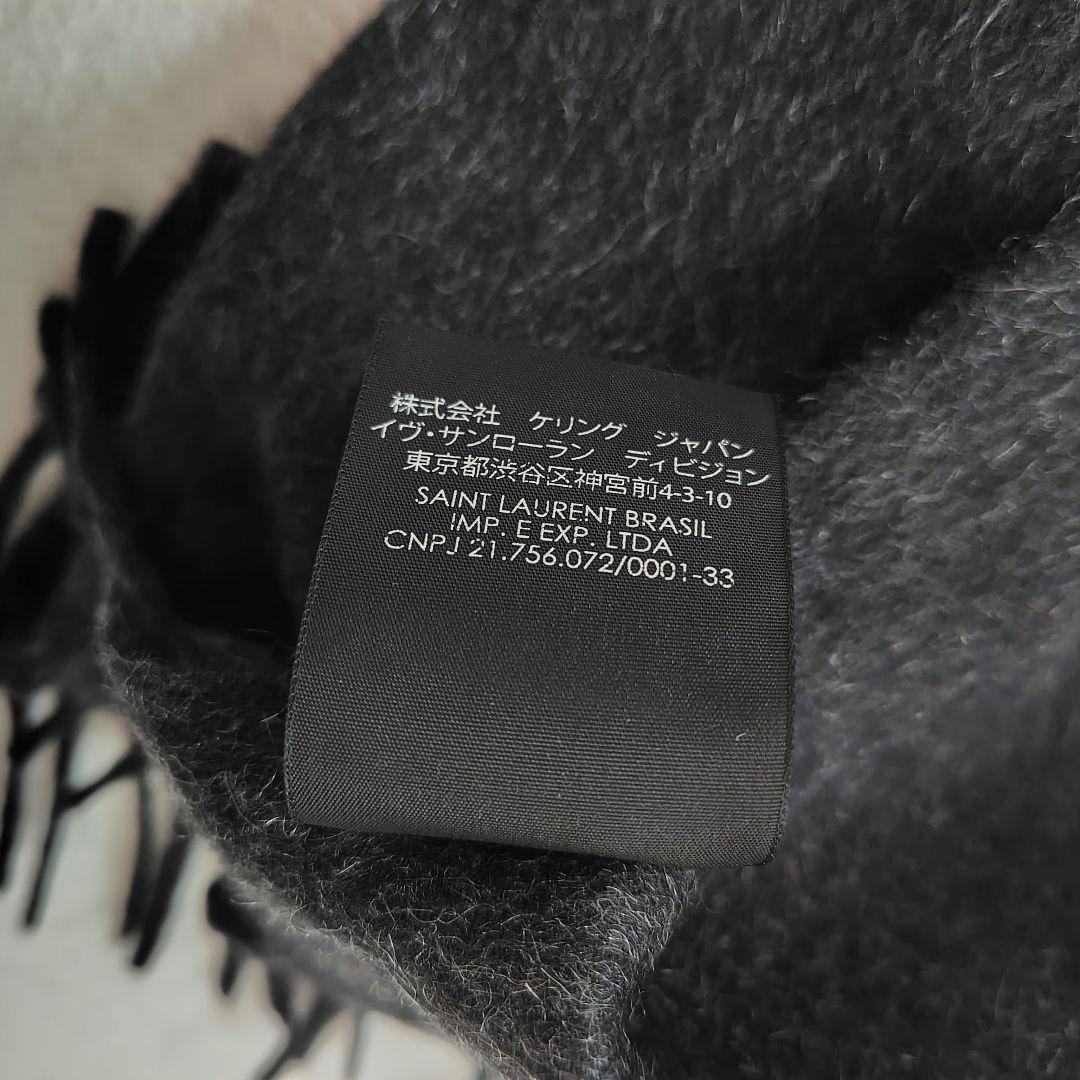 株式会社　ケリング　ジャパン
イヴ・サンローラン　ディビジョン
東京都渋谷区神宮前4-3-10
SAINT LAURENT BRASIL
IMP. E EXP. LTDA
CNPJ 21.756.072/0001-33